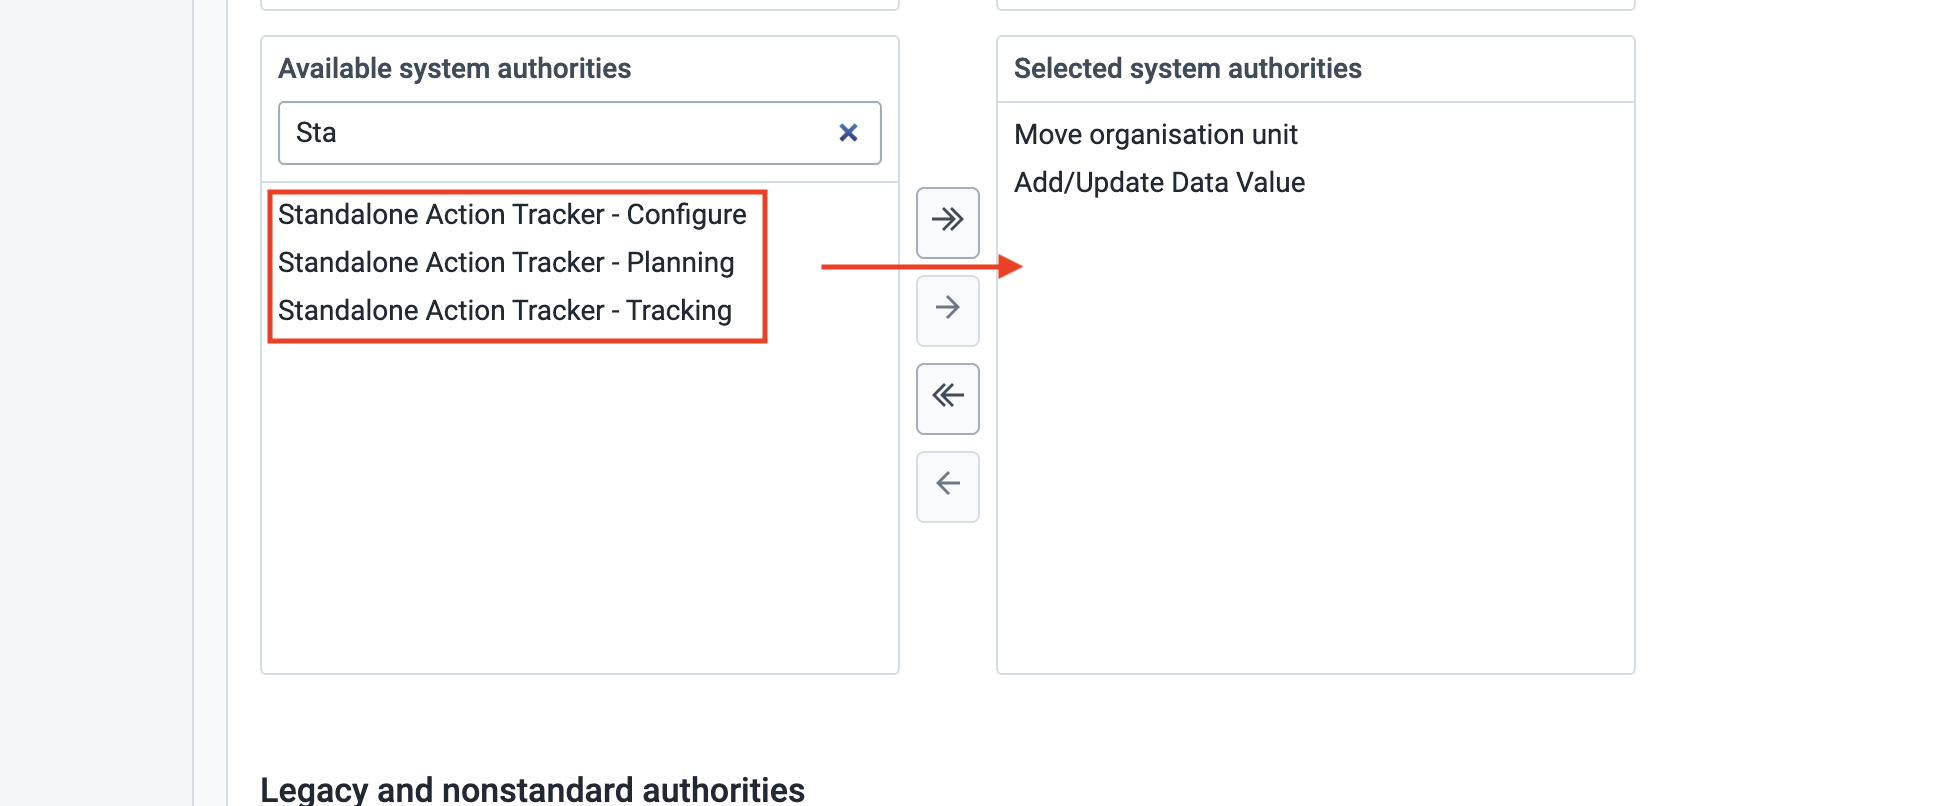 Available system authorities
Sta
Standalone Action Tracker - Configure
Standalone Action Tracker - Planning
Standalone Action Tracker - Tracking
Selected system authorities
Move organisation unit
Add/Update Data Value
Legacy and nonstandard authorities